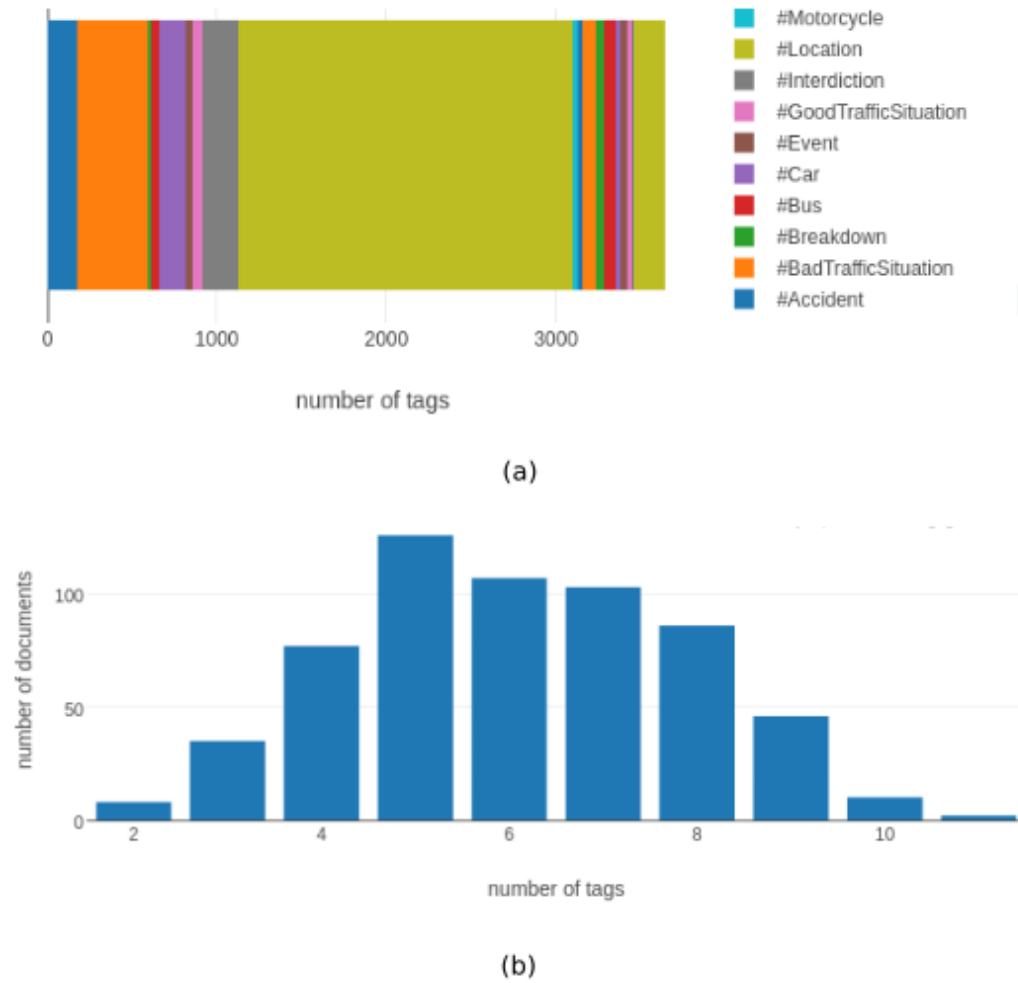 #Motorcycle
#Location
#Interdiction
#GoodTrafficSituation
#Event
#Car
#Bus
#Breakdown
#BadTrafficSituation
#Accident
0 1000 2000 3000
number of tags
(a)
number of documents
100
50
0
2 4 6 8 10
number of tags
(b)